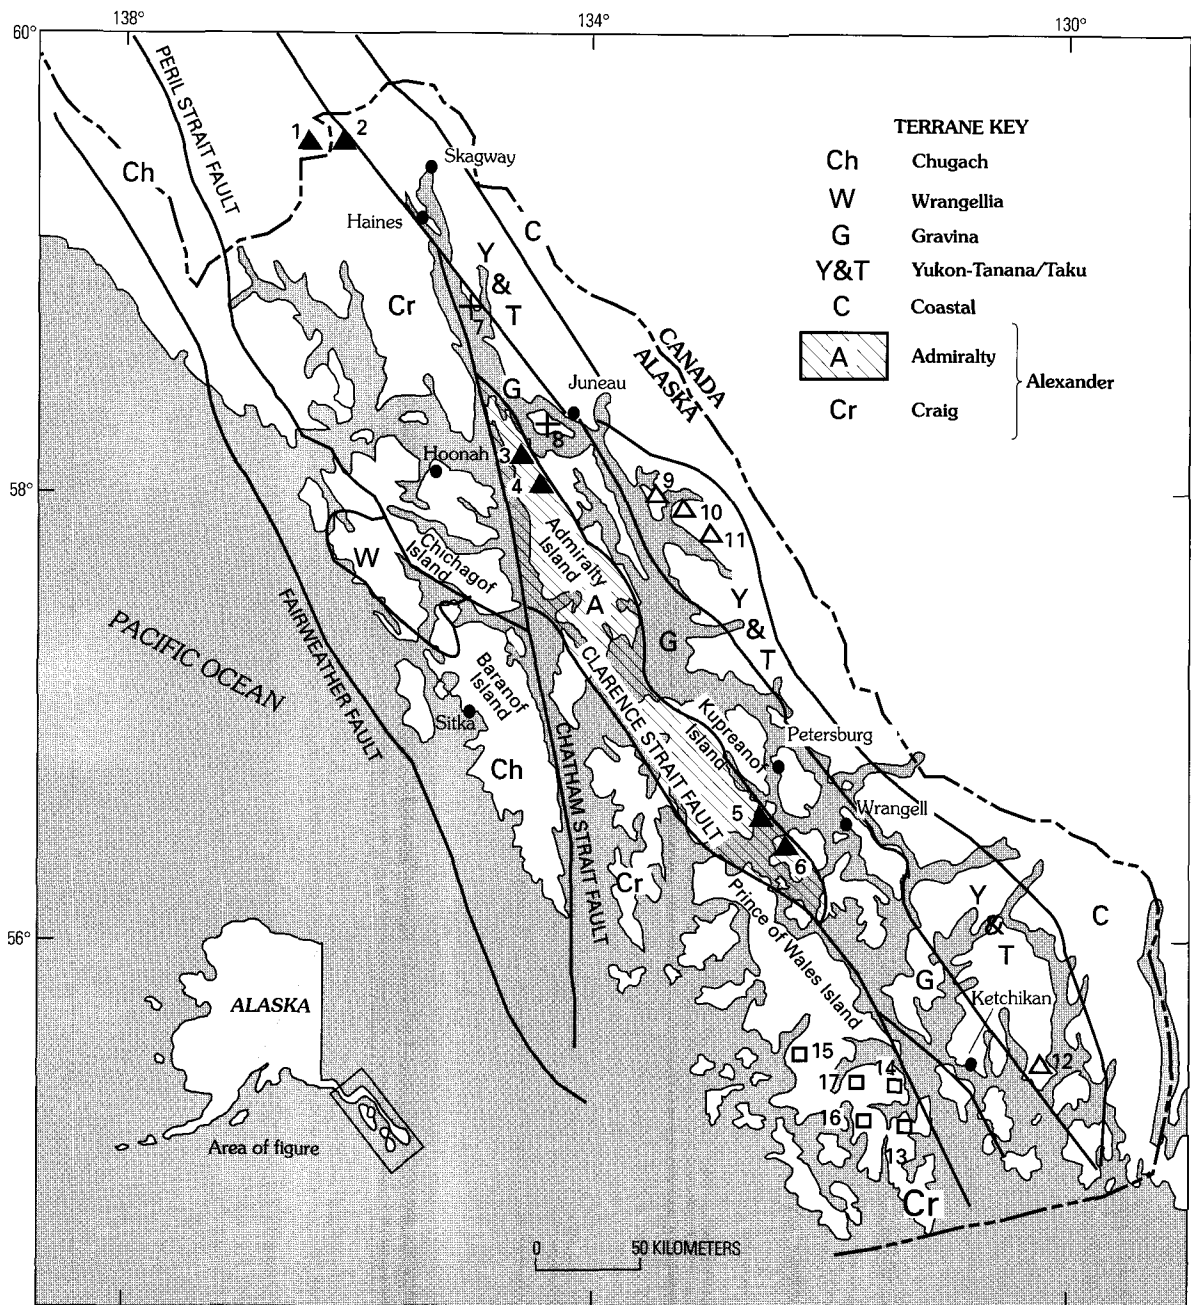 138°
134°
130°
60°
PERIL STRAIT FAULT
1
2
Ch
Skagway
TERRANE KEY
Ch Chugach
W Wrangellia
G Gravina
Y&T Yukon-Tanana/Taku
C Coastal
A Admiralty
Cr Craig
Alexander
Haines
C
Y
&
T
Cr
7
CANADA
ALASKA
G
Juneau
8
Hoonah
3
4
58°
9
10
11
Admiralty
Island
W
Chichagof
Island
A
Y
&
T
G
PACIFIC OCEAN
FAIRWEATHER FAULT
Baranof
Island
Sitka
CLARENCE STRAIT FAULT
Kupreanof
Island
Petersburg
Ch
CHATHAM STRAIT FAULT
5
Wrangell
6
Cr
Prince of Wales Island
Y
&
T
C
56°
G
ALASKA
Ketchikan
15
14
12
17
16
13
Area of figure
Cr
0 50 KILOMETERS